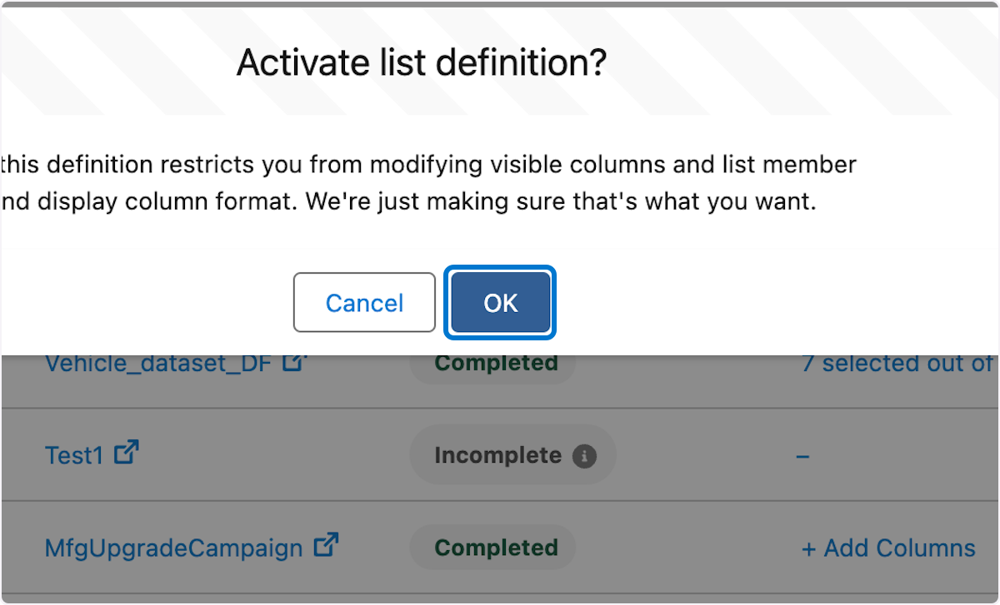 Activate list definition?
this definition restricts you from modifying visible columns and list member
nd display column format. We're just making sure that's what you want.
Cancel OK
Vehicle_dataset_DF Completed 7 selected out of
Test1 Incomplete –
MfgUpgradeCampaign Completed + Add Columns